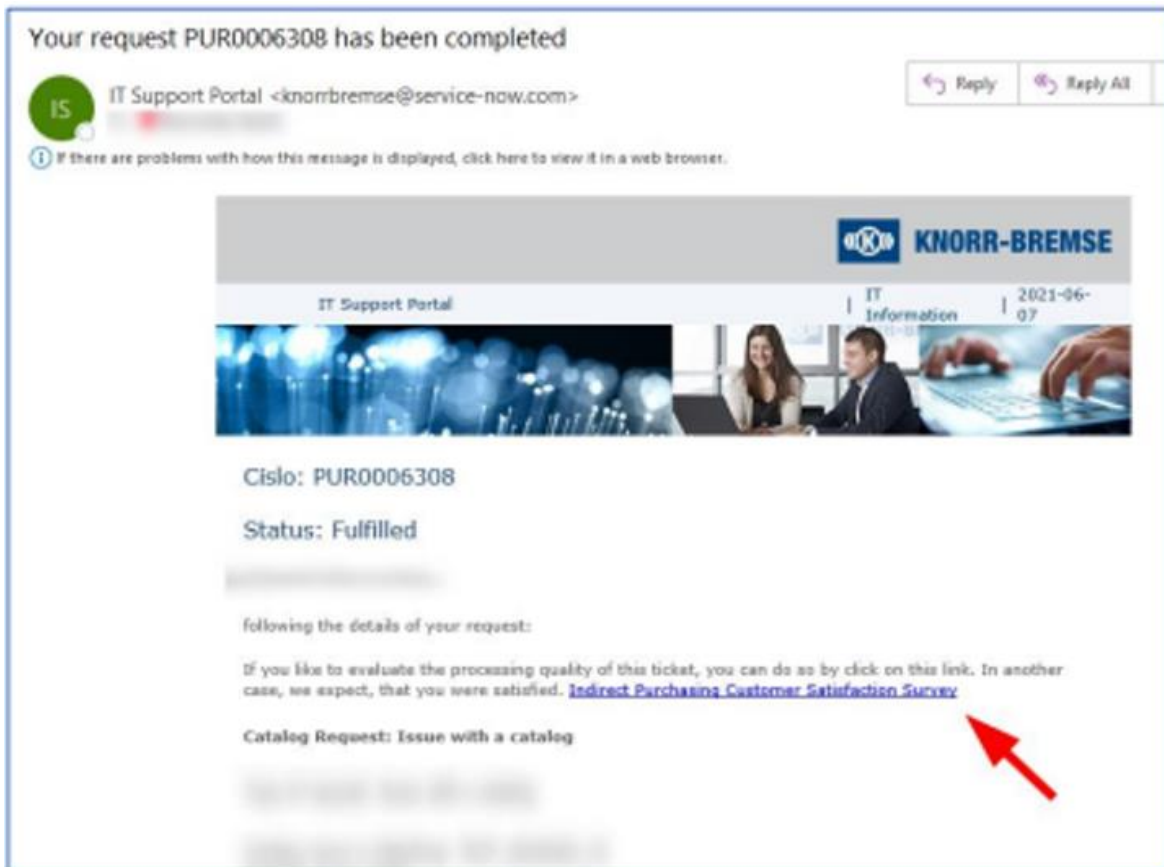 Your request PUR0006308 has been completed
IS
IT Support Portal <knorrbremse@service-now.com>
Reply
Reply All
If there are problems with how this message is displayed, click here to view it in a web browser.
KNORR-BREMSE
IT Support Portal
| IT Information
| 2021-06-07
Cislo: PUR0006308
Status: Fulfilled
following the details of your request:
If you like to evaluate the processing quality of this ticket, you can do so by click on this link. In another
case, we expect, that you were satisfied. Indirect Purchasing Customer Satisfaction Survey
Catalog Request: Issue with a catalog